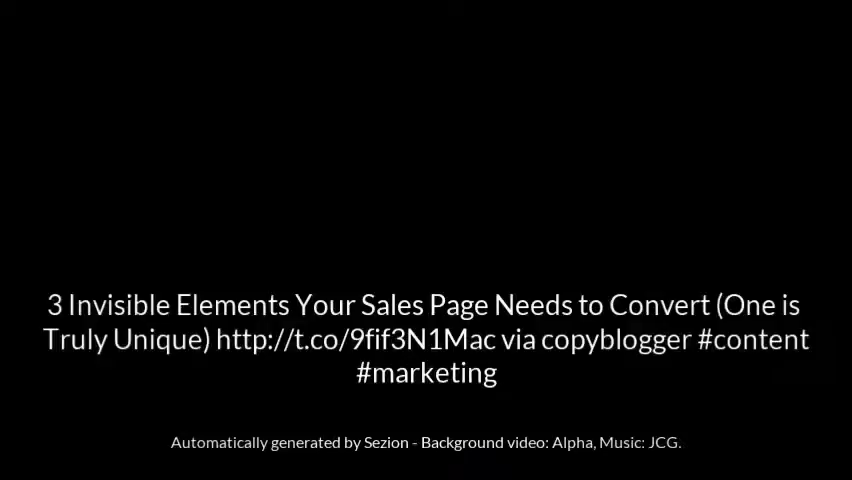 3 Invisible Elements Your Sales Page Needs to Convert (One is
Truly Unique) http://t.co/9fif3N1Mac via copyblogger #content
#marketing
Automatically generated by Sezion - Background video: Alpha, Music: JCG.